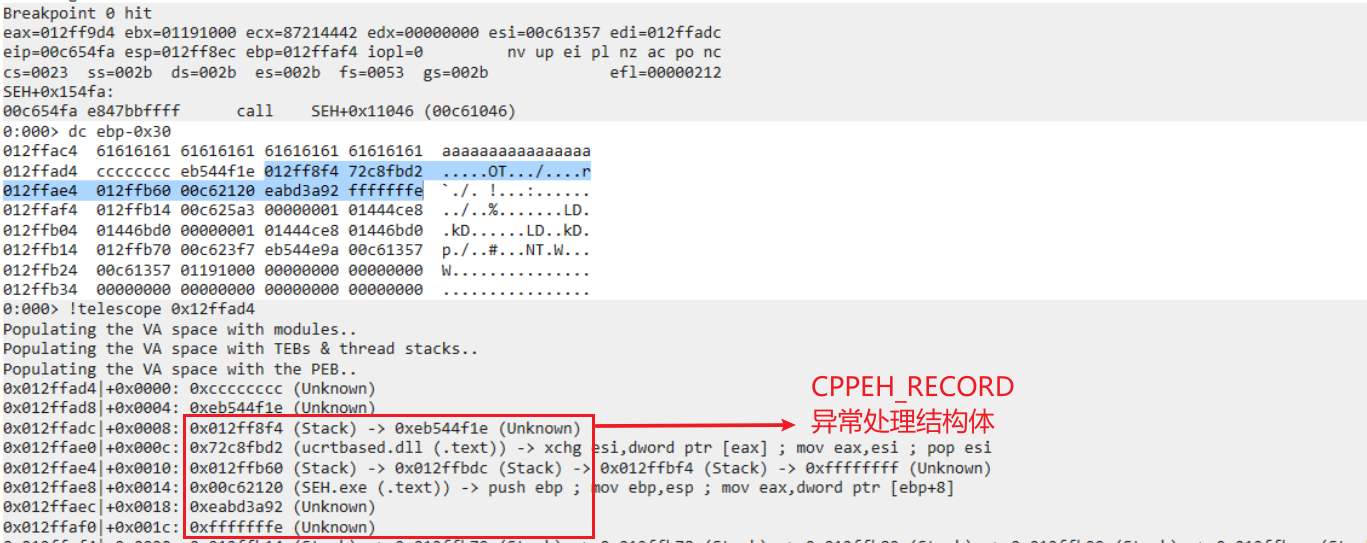 Breakpoint 0 hit
eax=012ff9d4 ebx=01191000 ecx=87214442 edx=00000000 esi=00c61357 edi=012ffadc
eip=00c654fa esp=012ff8ec ebp=012ffaf4 iopl=0         nv up ei pl nz ac po nc
cs=0023  ss=002b  ds=002b  es=002b  fs=0053  gs=002b             efl=00000212
SEH+0x154fa:
00c654fa e847bbffff      call    SEH+0x11046 (00c61046)
0:000> dc ebp-0x30
012ffac4  61616161 61616161 61616161 61616161  aaaaaaaaaaaaaaaa
012ffad4  cccccccc eb544f1e 012ff8f4 72c8fbd2  .....OT.../....r
012ffae4  012ffb60 00c62120 eabd3a92 fffffffe  `./. !...:......
012ffaf4  012ffb14 00c625a3 00000001 01444ce8  ../..%.......LD.
012ffb04  01446bd0 00000001 01444ce8 01446bd0  .kD......LD..kD.
012ffb14  012ffb70 00c623f7 eb544e9a 00c61357  p./..#...NT.W...
012ffb24  00c61357 01191000 00000000 00000000  W...............
012ffb34  00000000 00000000 00000000 00000000  ................
0:000> !telescope 0x12ffad4
Populating the VA space with modules..
Populating the VA space with TEBs & thread stacks..
Populating the VA space with the PEB..
0x012ffad4|+0x0000: 0xcccccccc (Unknown)
0x012ffad8|+0x0004: 0xeb544f1e (Unknown)
0x012ffadc|+0x0008: 0x012ff8f4 (Stack) -> 0xeb544f1e (Unknown)
0x012ffae0|+0x000c: 0x72c8fbd2 (ucrtbased.dll (.text)) -> xchg esi,dword ptr [eax] ; mov eax,esi ; pop esi
0x012ffae4|+0x0010: 0x012ffb60 (Stack) -> 0x012ffbdc (Stack) -> 0x012ffbf4 (Stack) -> 0xffffffff (Unknown)
0x012ffae8|+0x0014: 0x00c62120 (SEH.exe (.text)) -> push ebp ; mov ebp,esp ; mov eax,dword ptr [ebp+8]
0x012ffaec|+0x0018: 0xeabd3a92 (Unknown)
0x012ffaf0|+0x001c: 0xfffffffe (Unknown)
CPPEH_RECORD
异常处理结构体